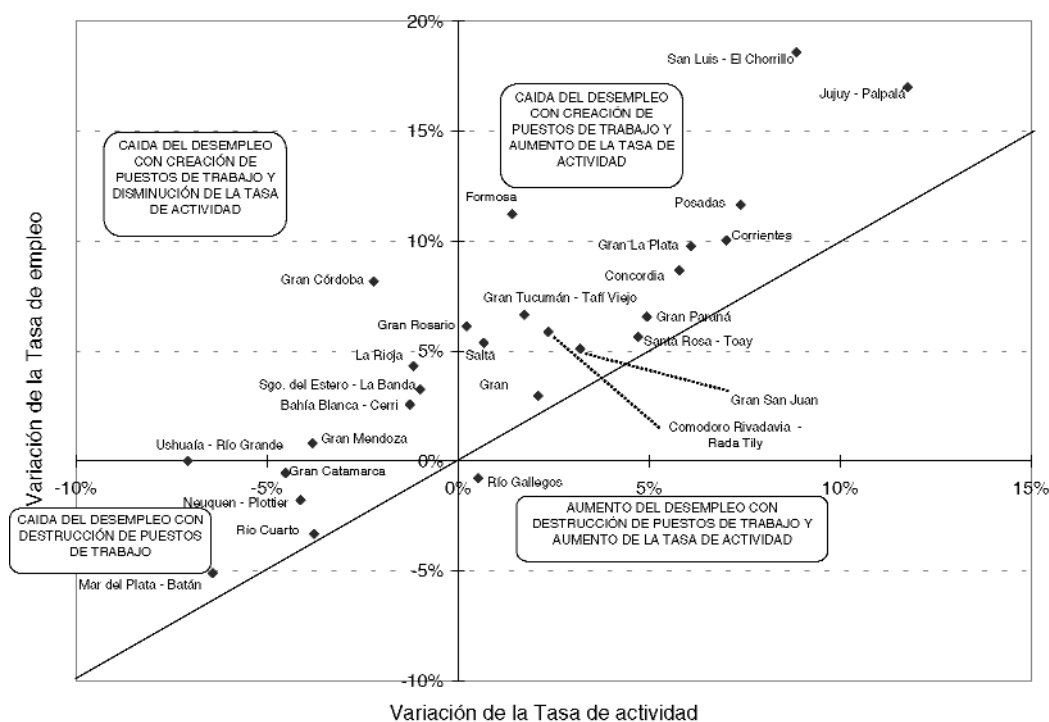 20%
San Luis - El Chorrillo
Jujuy - Palpalá
CAIDA DEL DESEMPLEO
CON CREACIÓN DE
PUESTOS DE TRABAJO Y
AUMENTO DE LA TASA DE
ACTIVIDAD
15%
CAIDA DEL DESEMPLEO
CON CREACIÓN DE
PUESTOS DE TRABAJO Y
DISMINUCIÓN DE LA TASA
DE ACTIVIDAD
Formosa
Posadas
Corrientes
10%
Gran La Plata
Gran Córdoba
Concordia
Gran Tucumán - Tafí Viejo
Gran Rosario
Gran Paraná
Santa Rosa - Toay
5%
La Rioja
Salta
Sgo. del Estero - La Banda
Gran
Bahía Blanca - Cerri
Gran San Juan
Comodoro Rivadavia -
Rada Tily
Ushuaía - Río Grande
Gran Mendoza
0%
Gran Catamarca
Río Gallegos
-10%
-5%
0%
5%
10%
15%
Neuquen - Plottier
CAIDA DEL DESEMPLEO CON
DESTRUCCIÓN DE PUESTOS
DE TRABAJO
AUMENTO DEL DESEMPLEO CON
DESTRUCCIÓN DE PUESTOS DE TRABAJO Y
AUMENTO DE LA TASA DE ACTIVIDAD
Río Cuarto
-5%
Mar del Plata - Batán
-10%
Variación de la Tasa de empleo
Variación de la Tasa de actividad